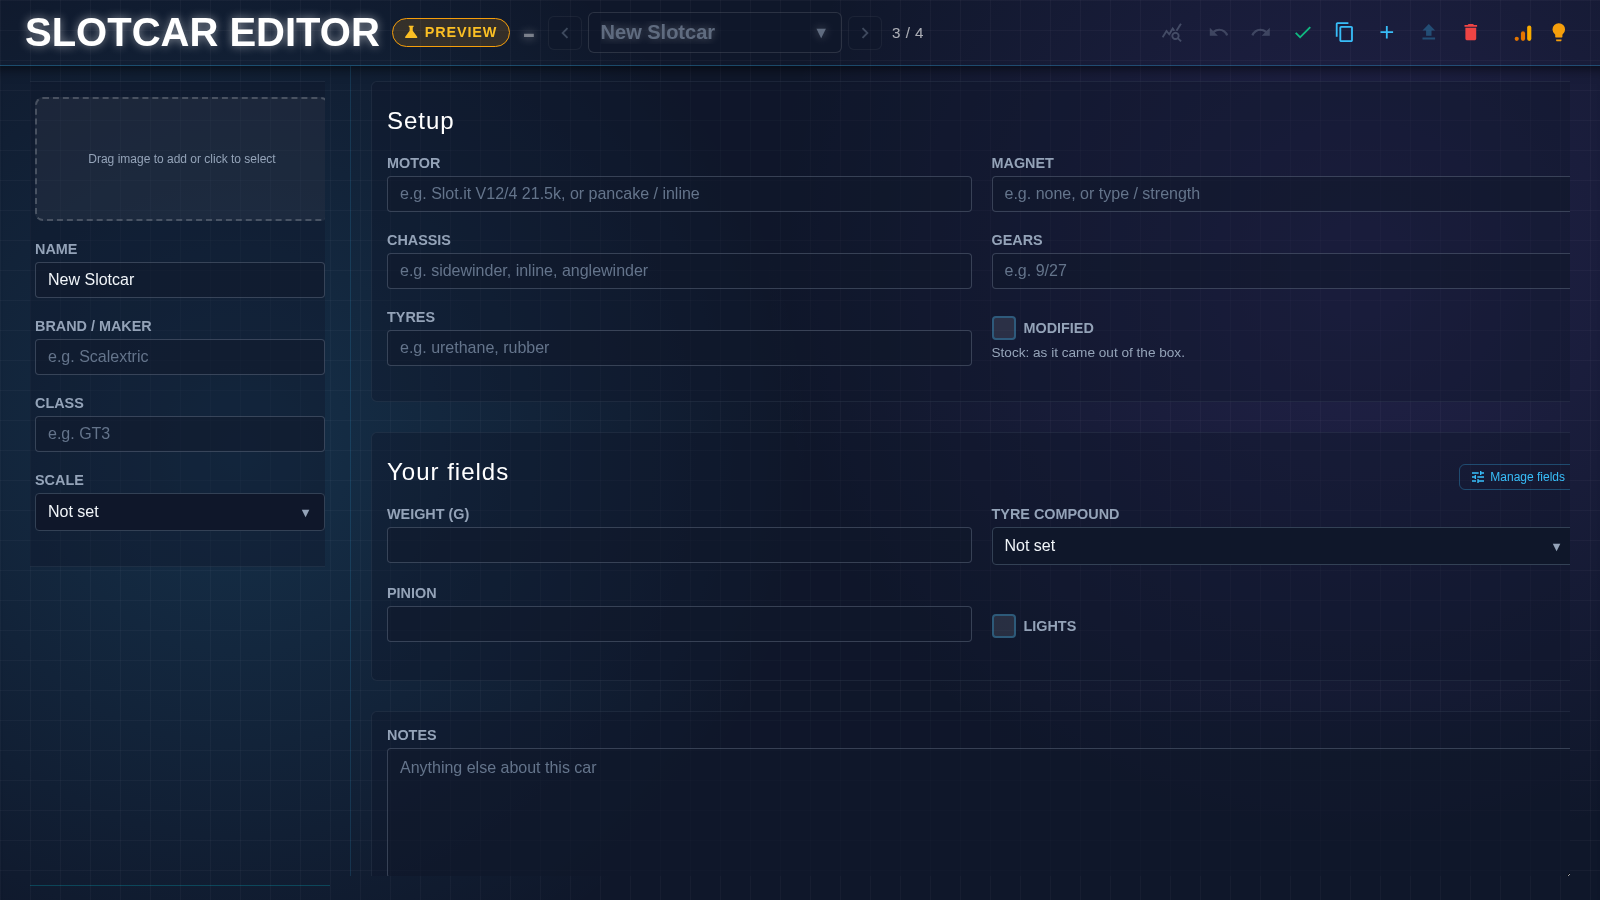 SLOTCAR EDITOR PREVIEW - New Slotcar 3 / 4
Drag image to add or click to select
NAME
New Slotcar
BRAND / MAKER
e.g. Scalextric
CLASS
e.g. GT3
SCALE
Not set
Setup
MOTOR
e.g. Slot.it V12/4 21.5k, or pancake / inline
MAGNET
e.g. none, or type / strength
CHASSIS
e.g. sidewinder, inline, anglewinder
GEARS
e.g. 9/27
TYRES
e.g. urethane, rubber
MODIFIED
Stock: as it came out of the box.
Your fields
Manage fields
WEIGHT (G)
TYRE COMPOUND
Not set
PINION
LIGHTS
NOTES
Anything else about this car